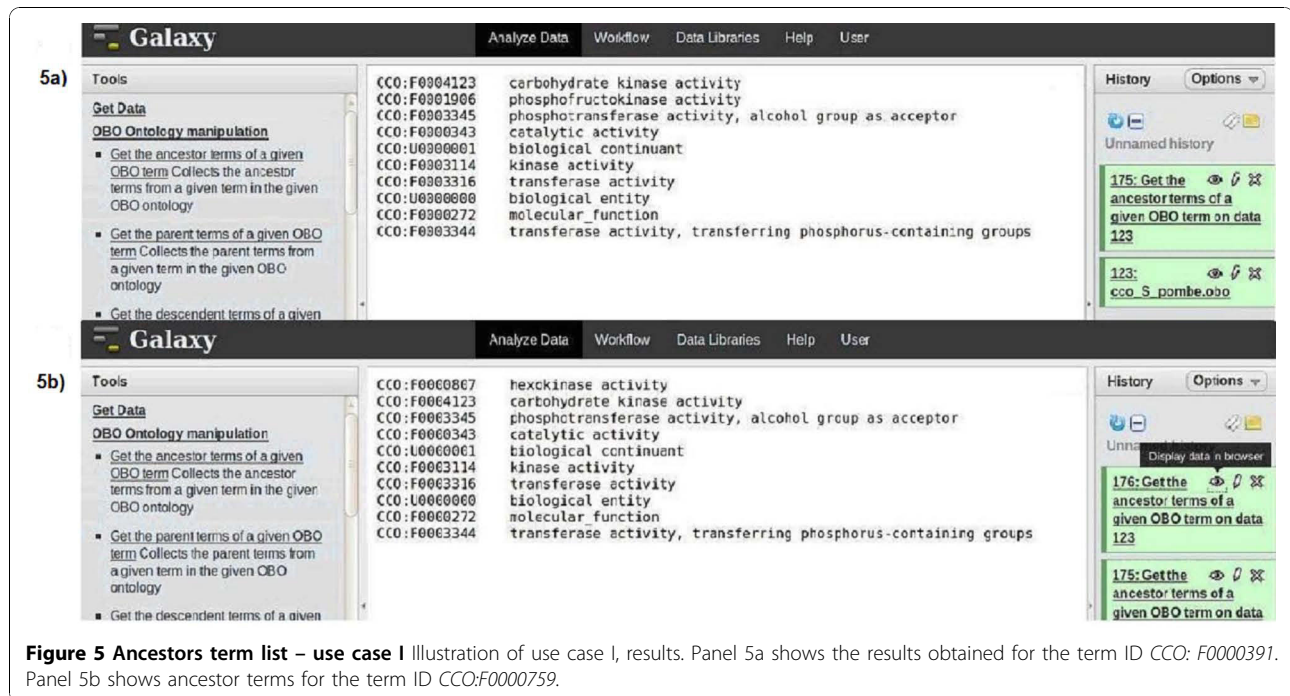 Galaxy
Analyze Data Workflow Data Libraries Help User
5a)
Tools
Get Data
OBO Ontology manipulation
Get the ancestor terms of a given
OBO term Collects the ancestor
terms from a given term in the given
OBO ontology
Get the parent terms of a given OBO
term Collects the parent terms from
a given term in the given OBO
ontology
Get the descendent terms of a given
CCO:F0004123 carbohydrate kinase activity
CCO:F0001906 phosphofructokinase activity
CCO:F0003345 phosphotransferase activity, alcohol group as acceptor
CCO:F0000343 catalytic activity
CCO:U0000001 biological continuant
CCO:F0003114 kinase activity
CCO:F0003316 transferase activity
CCO:U0000000 biological entity
CCO:F0000272 molecular_function
CCO:F0003344 transferase activity, transferring phosphorus-containing groups
History Options
Unnamed history
175: Get the
ancestor terms of a
given OBO term on data
123
123:
cco_S_pombe.obo
Galaxy
Analyze Data Workflow Data Libraries Help User
5b)
Tools
Get Data
OBO Ontology manipulation
Get the ancestor terms of a given
OBO term Collects the ancestor
terms from a given term in the given
OBO ontology
Get the parent terms of a given OBO
term Collects the parent terms from
a given term in the given OBO
ontology
Get the descendent terms of a given
CCO:F0000807 hexokinase activity
CCO:F0004123 carbohydrate kinase activity
CCO:F0003345 phosphotransferase activity, alcohol group as acceptor
CCO:F0000343 catalytic activity
CCO:U0000001 biological continuant
CCO:F0003114 kinase activity
CCO:F0003316 transferase activity
CCO:U0000000 biological entity
CCO:F0000272 molecular_function
CCO:F0003344 transferase activity, transferring phosphorus-containing groups
History Options
Display data in browser
176: Get the
ancestor terms of a
given OBO term on data
123
175: Get the
ancestor terms of a
given OBO term on data
Figure 5 Ancestors term list – use case I Illustration of use case I, results. Panel 5a shows the results obtained for the term ID CCO: F0000391.
Panel 5b shows ancestor terms for the term ID CCO:F0000759.